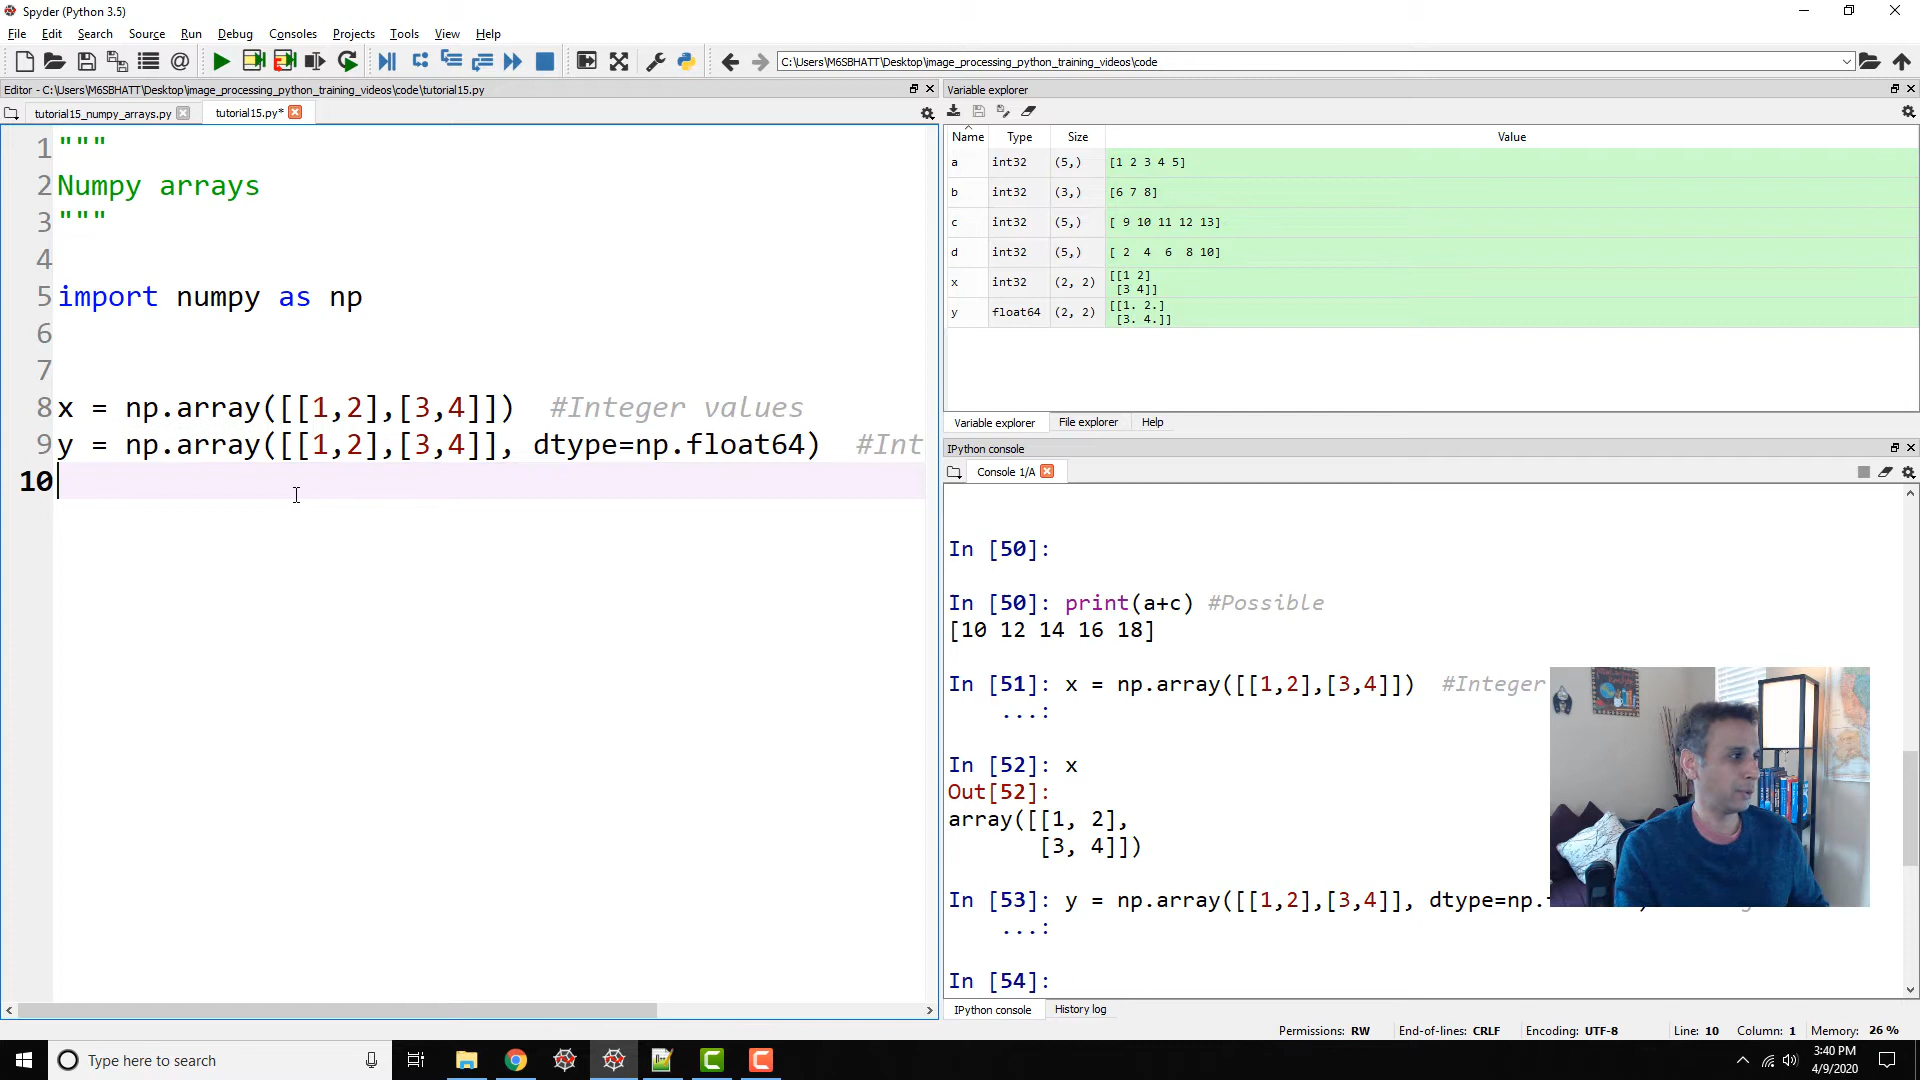 Spyder (Python 3.5)
File Edit Search Source Run Debug Consoles Projects Tools View Help
C:\Users\M6SBHATT\Desktop\image_processing_python_training_videos\code
Editor - C:\Users\M6SBHATT\Desktop\image_processing_python_training_videos\code\tutorial15.py
tutorial15_numpy_arrays.py tutorial15.py*
1 """
2 Numpy arrays
3 """
4
5 import numpy as np
6
7
8 x = np.array([[1,2],[3,4]]) #Integer values
9 y = np.array([[1,2],[3,4]], dtype=np.float64) #Int
10
Variable explorer
Name Type Size Value
a int32 (5,) [1 2 3 4 5]
b int32 (3,) [6 7 8]
c int32 (5,) [ 9 10 11 12 13]
d int32 (5,) [ 2 4 6 8 10]
x int32 (2, 2) [[1 2]
[3 4]]
y float64 (2, 2) [[1. 2.]
[3. 4.]]
Variable explorer File explorer Help
IPython console
Console 1/A
In [50]:
In [50]: print(a+c) #Possible
[10 12 14 16 18]
In [51]: x = np.array([[1,2],[3,4]]) #Integer
...:
In [52]: x
Out[52]:
array([[1, 2],
[3, 4]])
In [53]: y = np.array([[1,2],[3,4]], dtype=np.
...:
In [54]:
IPython console History log
Permissions: RW End-of-lines: CRLF Encoding: UTF-8 Line: 10 Column: 1 Memory: 26 %
Type here to search
3:40 PM
4/9/2020